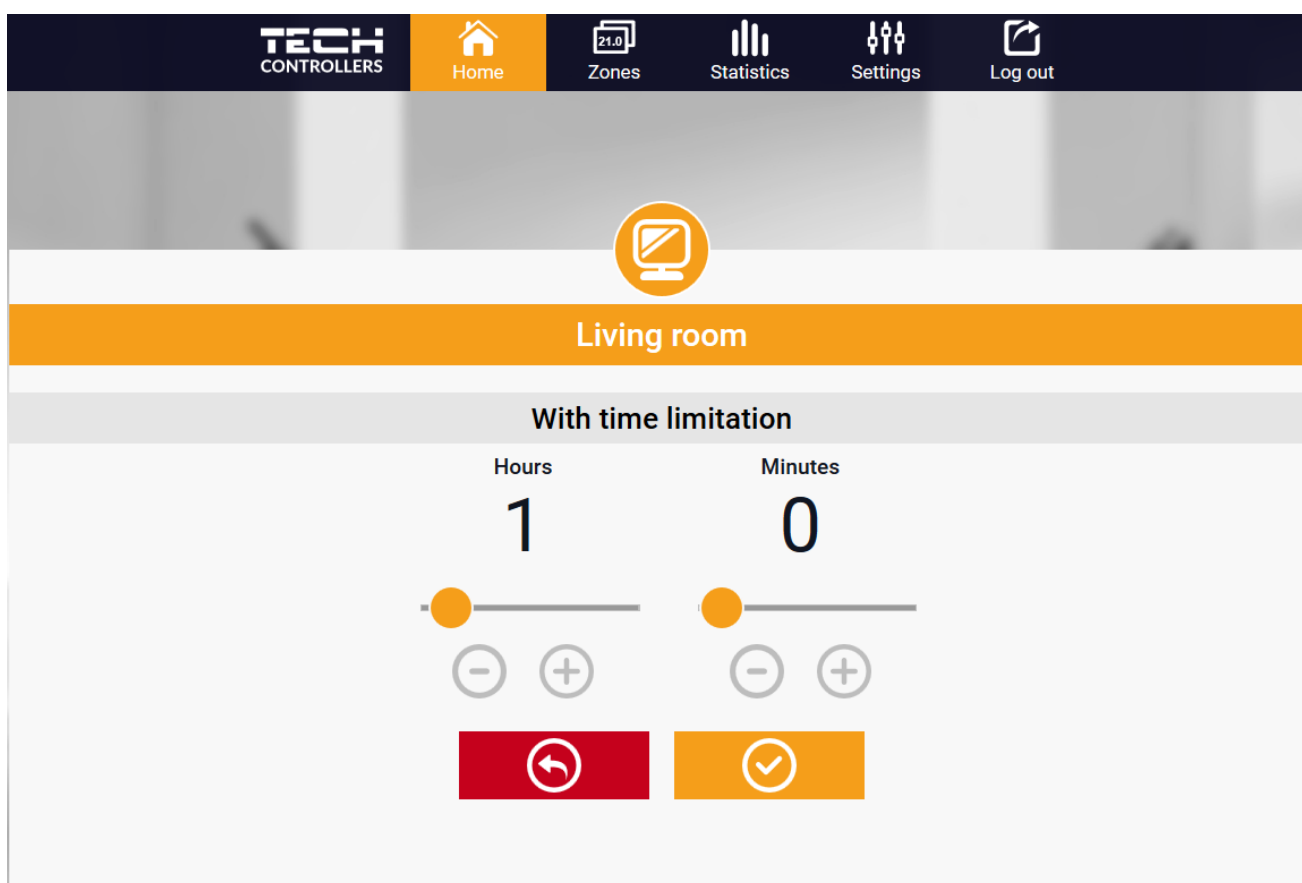 TECH
CONTROLLERS
Home
21.0
Zones
Statistics
Settings
Log out
Living room
With time limitation
Hours
Minutes
1
0